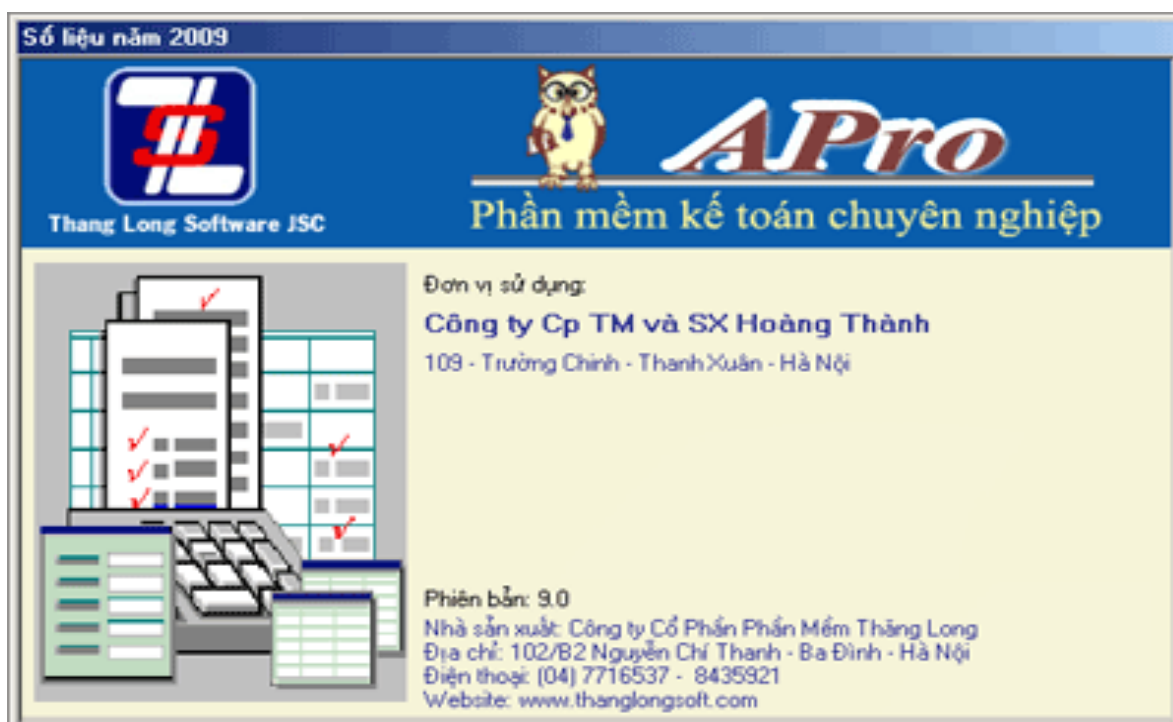 Số liệu năm 2009
Thang Long Software JSC
APro
Phần mềm kế toán chuyên nghiệp
Đơn vị sử dụng:
Công ty Cp TM và SX Hoàng Thành
109 - Trường Chinh - Thanh Xuân - Hà Nội
Phiên bản: 9.0
Nhà sản xuất: Công ty Cổ Phần Phần Mềm Thăng Long
Địa chỉ: 102/B2 Nguyễn Chí Thanh - Ba Đình - Hà Nội
Điện thoại: (04) 7716537 - 8435921
Website: www.thanglongsoft.com